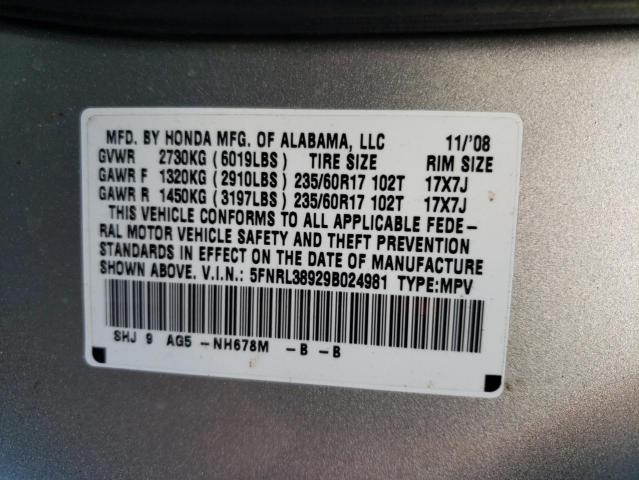 MFD. BY HONDA MFG. OF ALABAMA, LLC 11/'08
GVWR 2730KG (6019LBS) TIRE SIZE RIM SIZE
GAWR F 1320KG (2910LBS) 235/60R17 102T 17X7J
GAWR R 1450KG (3197LBS) 235/60R17 102T 17X7J
THIS VEHICLE CONFORMS TO ALL APPLICABLE FEDE-
RAL MOTOR VEHICLE SAFETY AND THEFT PREVENTION
STANDARDS IN EFFECT ON THE DATE OF MANUFACTURE
SHOWN ABOVE. V.I.N.: 5FNRL38929B024981 TYPE:MPV
SHJ 9 AG5 -NH678M -B -B